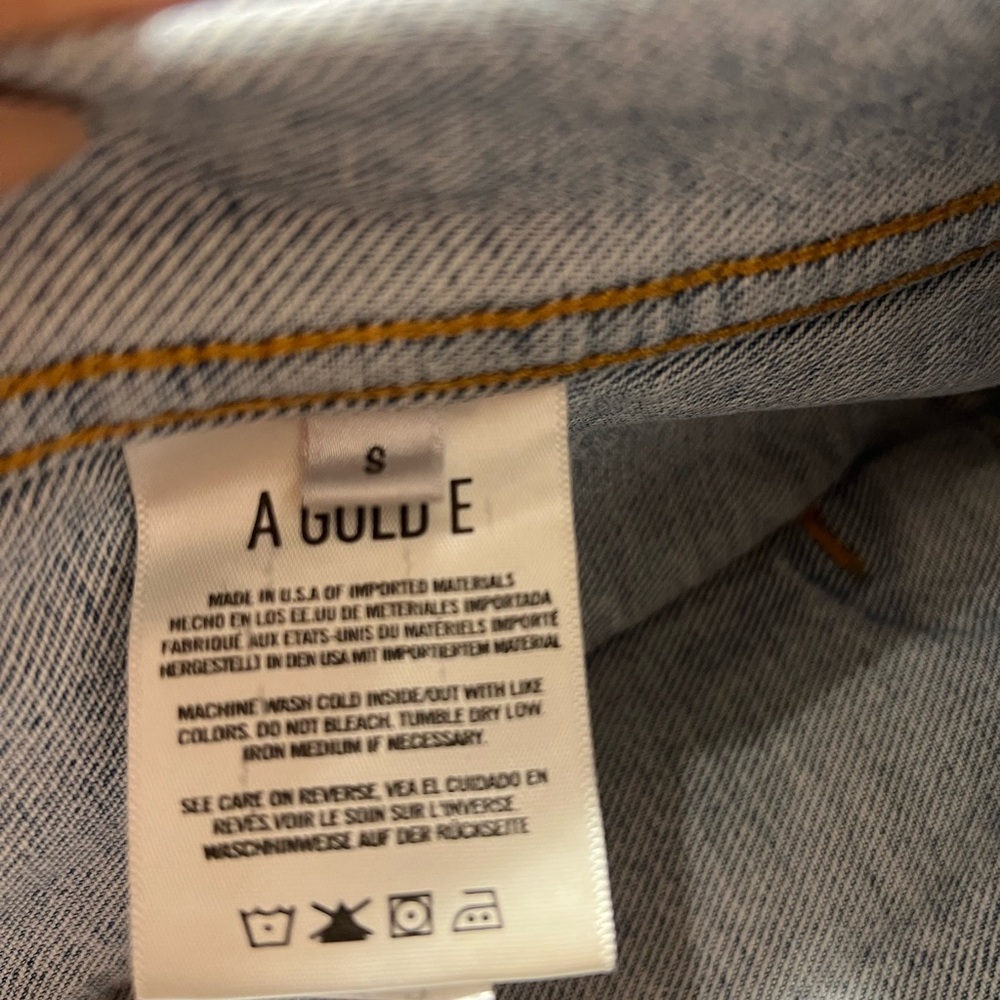 S
A GOLD E
MADE IN U.S.A OF IMPORTED MATERIALS
HECHO EN LOS EE.UU DE METERIALES IMPORTADA
FABRIQUÉ AUX ETATS-UNIS DU MATERIELS IMPORTÉ
HERGESTELLT IN DEN USA MIT IMPORTIERTEM MATERIAL
MACHINE WASH COLD INSIDE/OUT WITH LIKE
COLORS. DO NOT BLEACH. TUMBLE DRY LOW
IRON MEDIUM IF NECESSARY.
SEE CARE ON REVERSE, VEA EL CUIDADO EN
REVÉS, VOIR LE SOIN SUR L'INVERSE.
WASCHHINWEISE AUF DER RÜCKSEITE